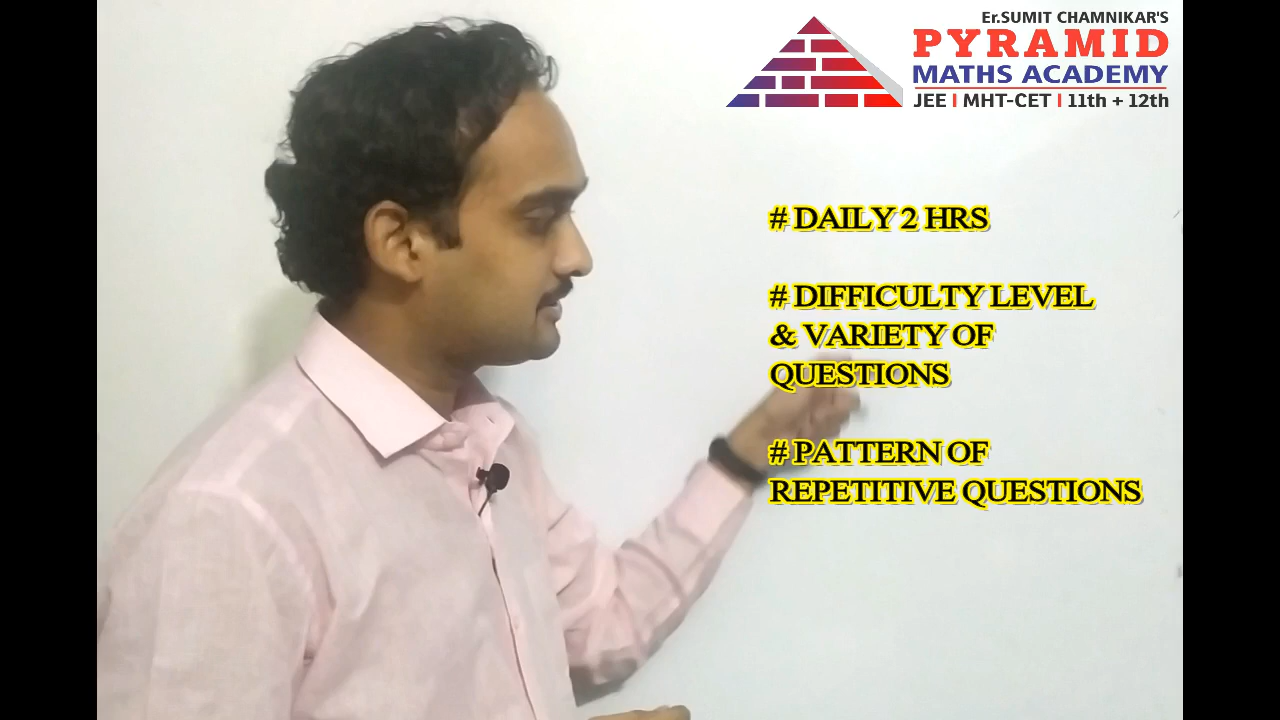 Er.SUMIT CHAMNIKAR'S
PYRAMID
MATHS ACADEMY
JEE | MHT-CET | 11th + 12th
# DAILY 2 HRS
# DIFFICULTY LEVEL
& VARIETY OF
QUESTIONS
# PATTERN OF
REPETITIVE QUESTIONS